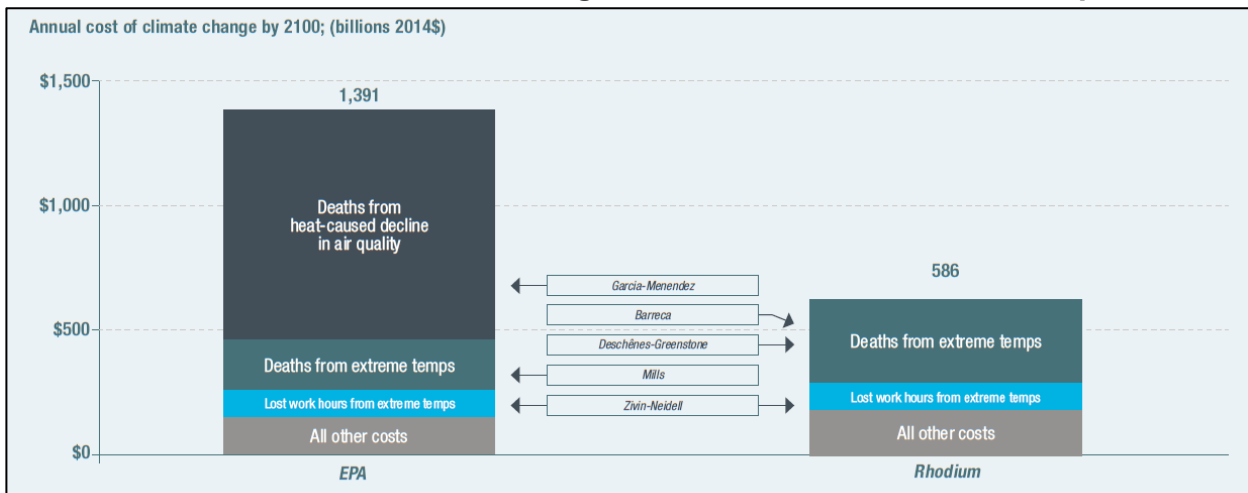 Annual cost of climate change by 2100; (billions 2014$)
$1,500
1,391
Deaths from
heat-caused decline
in air quality
$1,000
586
Garcia-Menendez
Barreca
$500
Deschênes-Greenstone
Deaths from extreme temps
Deaths from extreme temps
Mills
Lost work hours from extreme temps
Zivin-Neidell
Lost work hours from extreme temps
All other costs
All other costs
$0
EPA
Rhodium